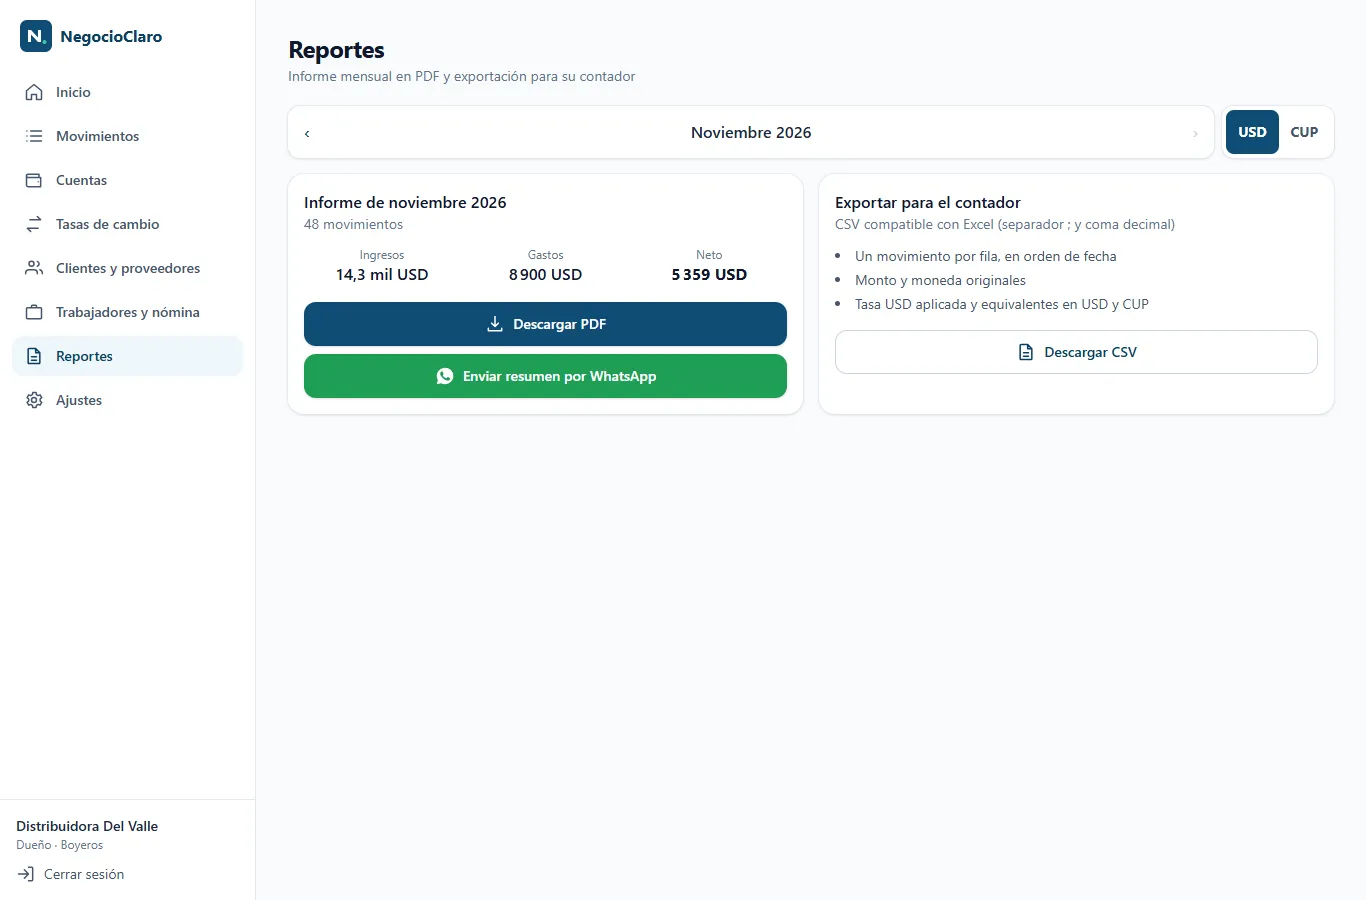 N.
NegocioClaro
Inicio
Movimientos
Cuentas
Tasas de cambio
Clientes y proveedores
Trabajadores y nómina
Reportes
Ajustes
Distribuidora Del Valle
Dueño · Boyeros
Cerrar sesión
Reportes
Informe mensual en PDF y exportación para su contador
‹ Noviembre 2026 ›
USD CUP
Informe de noviembre 2026
48 movimientos
Ingresos Gastos Neto
14,3 mil USD 8 900 USD 5 359 USD
Descargar PDF
Enviar resumen por WhatsApp
Exportar para el contador
CSV compatible con Excel (separador ; y coma decimal)
• Un movimiento por fila, en orden de fecha
• Monto y moneda originales
• Tasa USD aplicada y equivalentes en USD y CUP
Descargar CSV